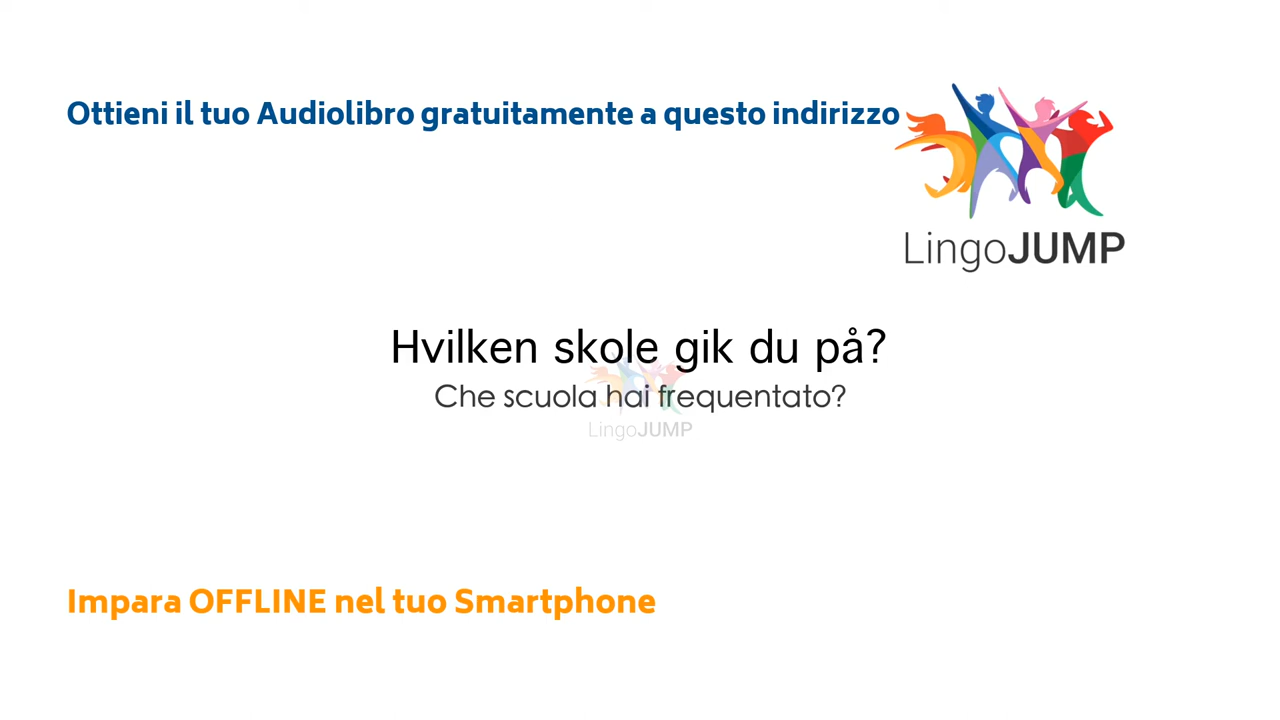 Ottieni il tuo Audiolibro gratuitamente a questo indirizzo
LingoJUMP
Hvilken skole gik du på?
Che scuola hai frequentato?
LingoJUMP
Impara OFFLINE nel tuo Smartphone